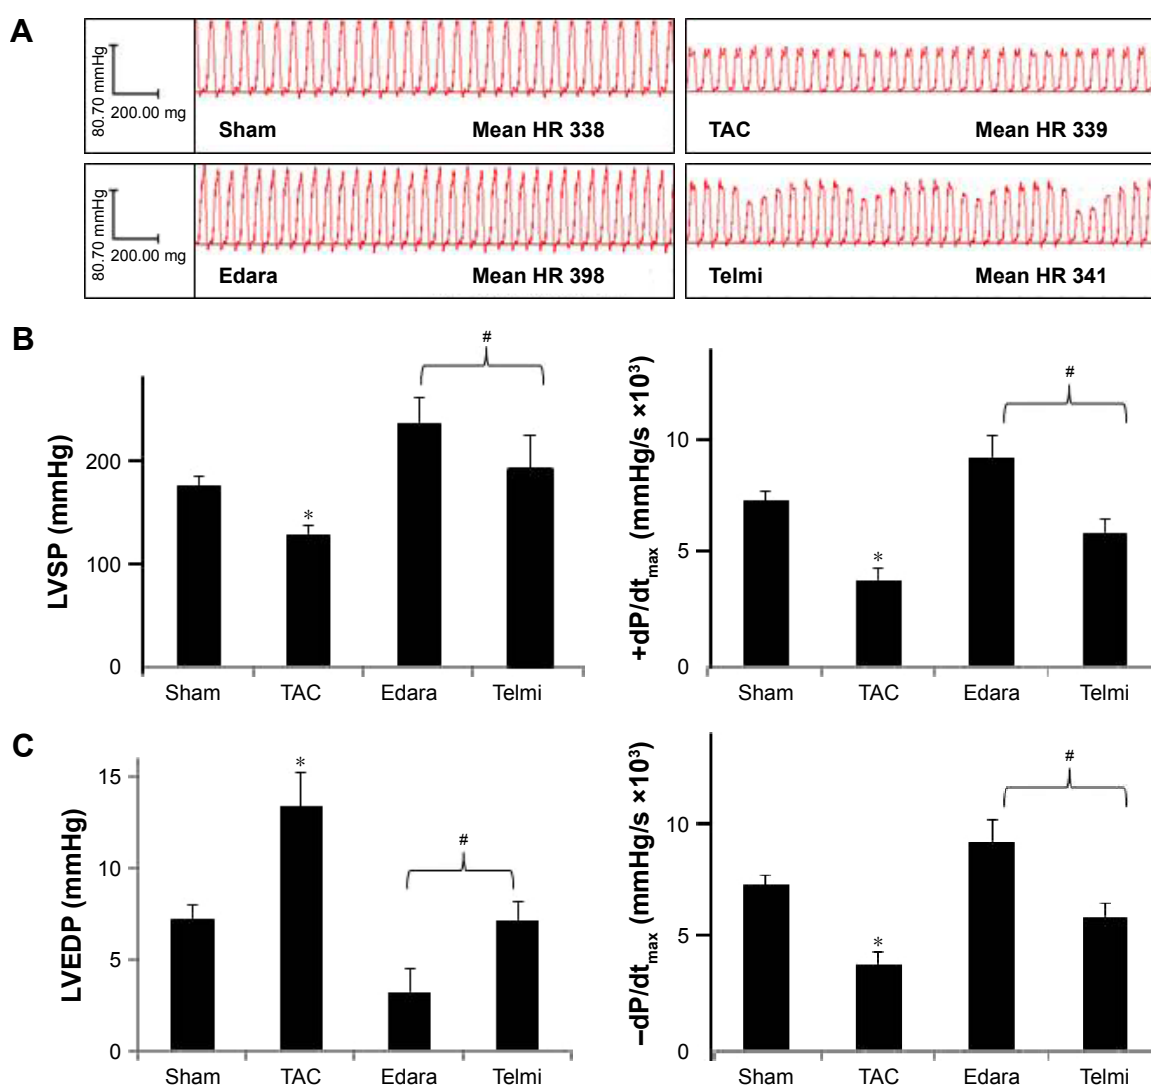 A
80.70 mmHg
200.00 mg
Sham Mean HR 338
TAC Mean HR 339
80.70 mmHg
200.00 mg
Edara Mean HR 398
Telmi Mean HR 341
B
LVSP (mmHg)
200
100
0
*
#
Sham TAC Edara Telmi
+dP/dtmax (mmHg/s ×10³)
10
5
0
*
#
Sham TAC Edara Telmi
C
LVEDP (mmHg)
15
10
5
0
*
#
Sham TAC Edara Telmi
–dP/dtmax (mmHg/s ×10³)
10
5
0
*
#
Sham TAC Edara Telmi